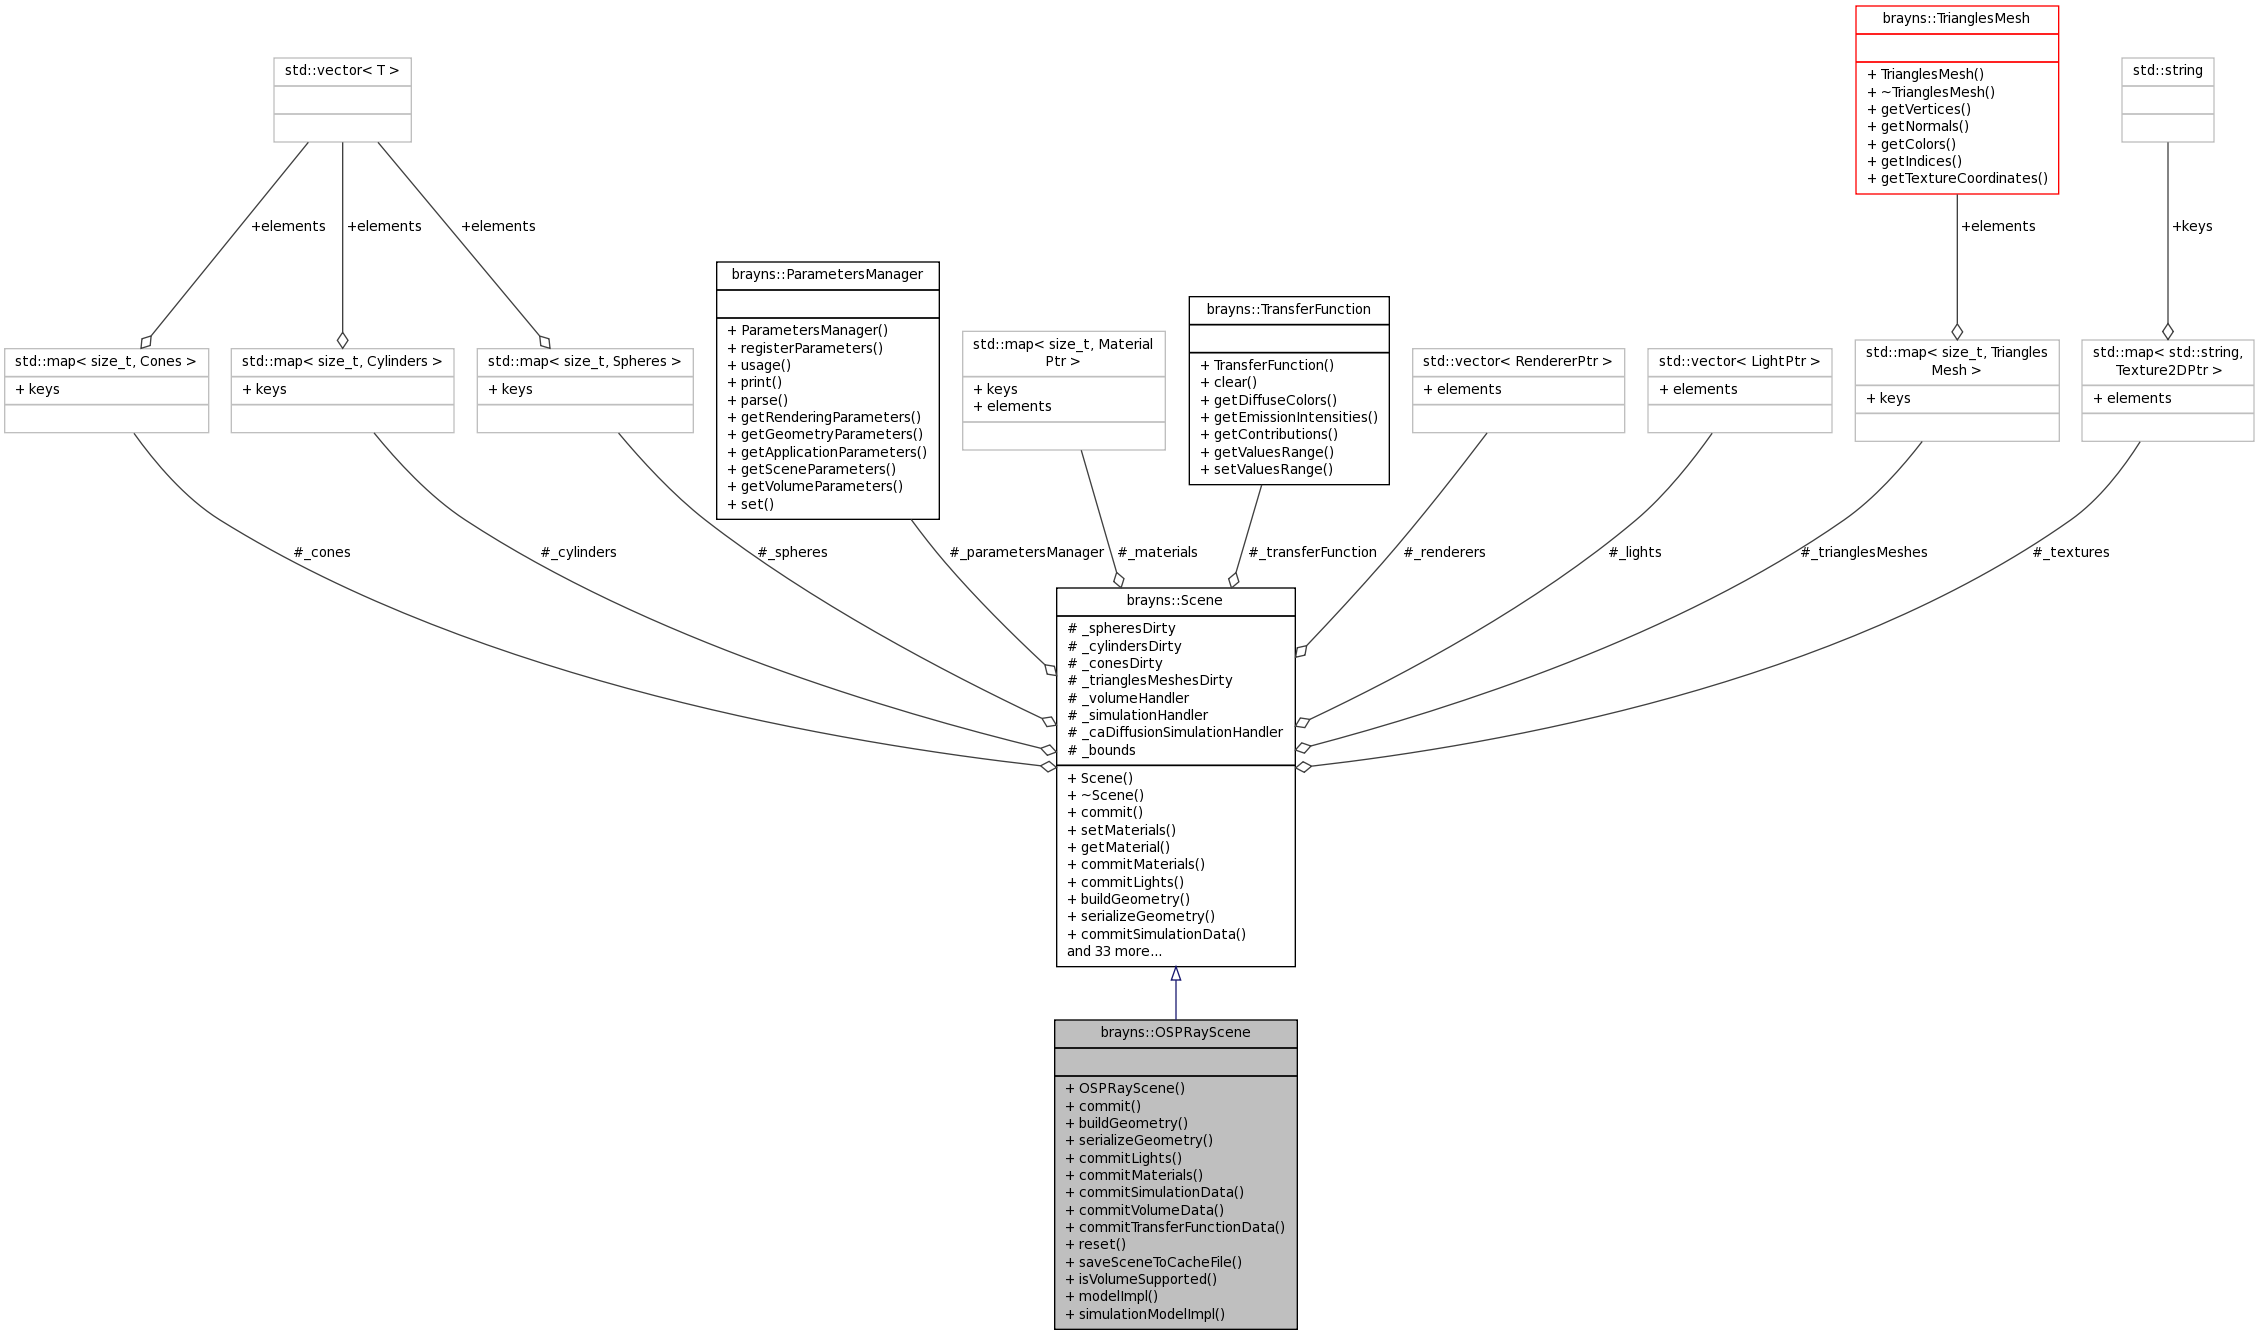 brayns::TrianglesMesh
+ TrianglesMesh()
+ ~TrianglesMesh()
+ getVertices()
+ getNormals()
+ getColors()
+ getIndices()
+ getTextureCoordinates()
std::vector< T >
std::string
+elements
+elements
+elements
+elements
+keys
brayns::ParametersManager
+ ParametersManager()
+ registerParameters()
+ usage()
+ print()
+ parse()
+ getRenderingParameters()
+ getGeometryParameters()
+ getApplicationParameters()
+ getSceneParameters()
+ getVolumeParameters()
+ set()
brayns::TransferFunction
+ TransferFunction()
+ clear()
+ getDiffuseColors()
+ getEmissionIntensities()
+ getContributions()
+ getValuesRange()
+ setValuesRange()
std::map< size_t, Cones >
+ keys
std::map< size_t, Cylinders >
+ keys
std::map< size_t, Spheres >
+ keys
std::map< size_t, Material
Ptr >
+ keys
+ elements
std::vector< RendererPtr >
+ elements
std::vector< LightPtr >
+ elements
std::map< size_t, Triangles
Mesh >
+ keys
std::map< std::string,
Texture2DPtr >
+ elements
#_cones
#_cylinders
#_spheres
#_parametersManager
#_materials
#_transferFunction
#_renderers
#_lights
#_trianglesMeshes
#_textures
brayns::Scene
# _spheresDirty
# _cylindersDirty
# _conesDirty
# _trianglesMeshesDirty
# _volumeHandler
# _simulationHandler
# _caDiffusionSimulationHandler
# _bounds
+ Scene()
+ ~Scene()
+ commit()
+ setMaterials()
+ getMaterial()
+ commitMaterials()
+ commitLights()
+ buildGeometry()
+ serializeGeometry()
+ commitSimulationData()
and 33 more...
brayns::OSPRayScene
+ OSPRayScene()
+ commit()
+ buildGeometry()
+ serializeGeometry()
+ commitLights()
+ commitMaterials()
+ commitSimulationData()
+ commitVolumeData()
+ commitTransferFunctionData()
+ reset()
+ saveSceneToCacheFile()
+ isVolumeSupported()
+ modelImpl()
+ simulationModelImpl()